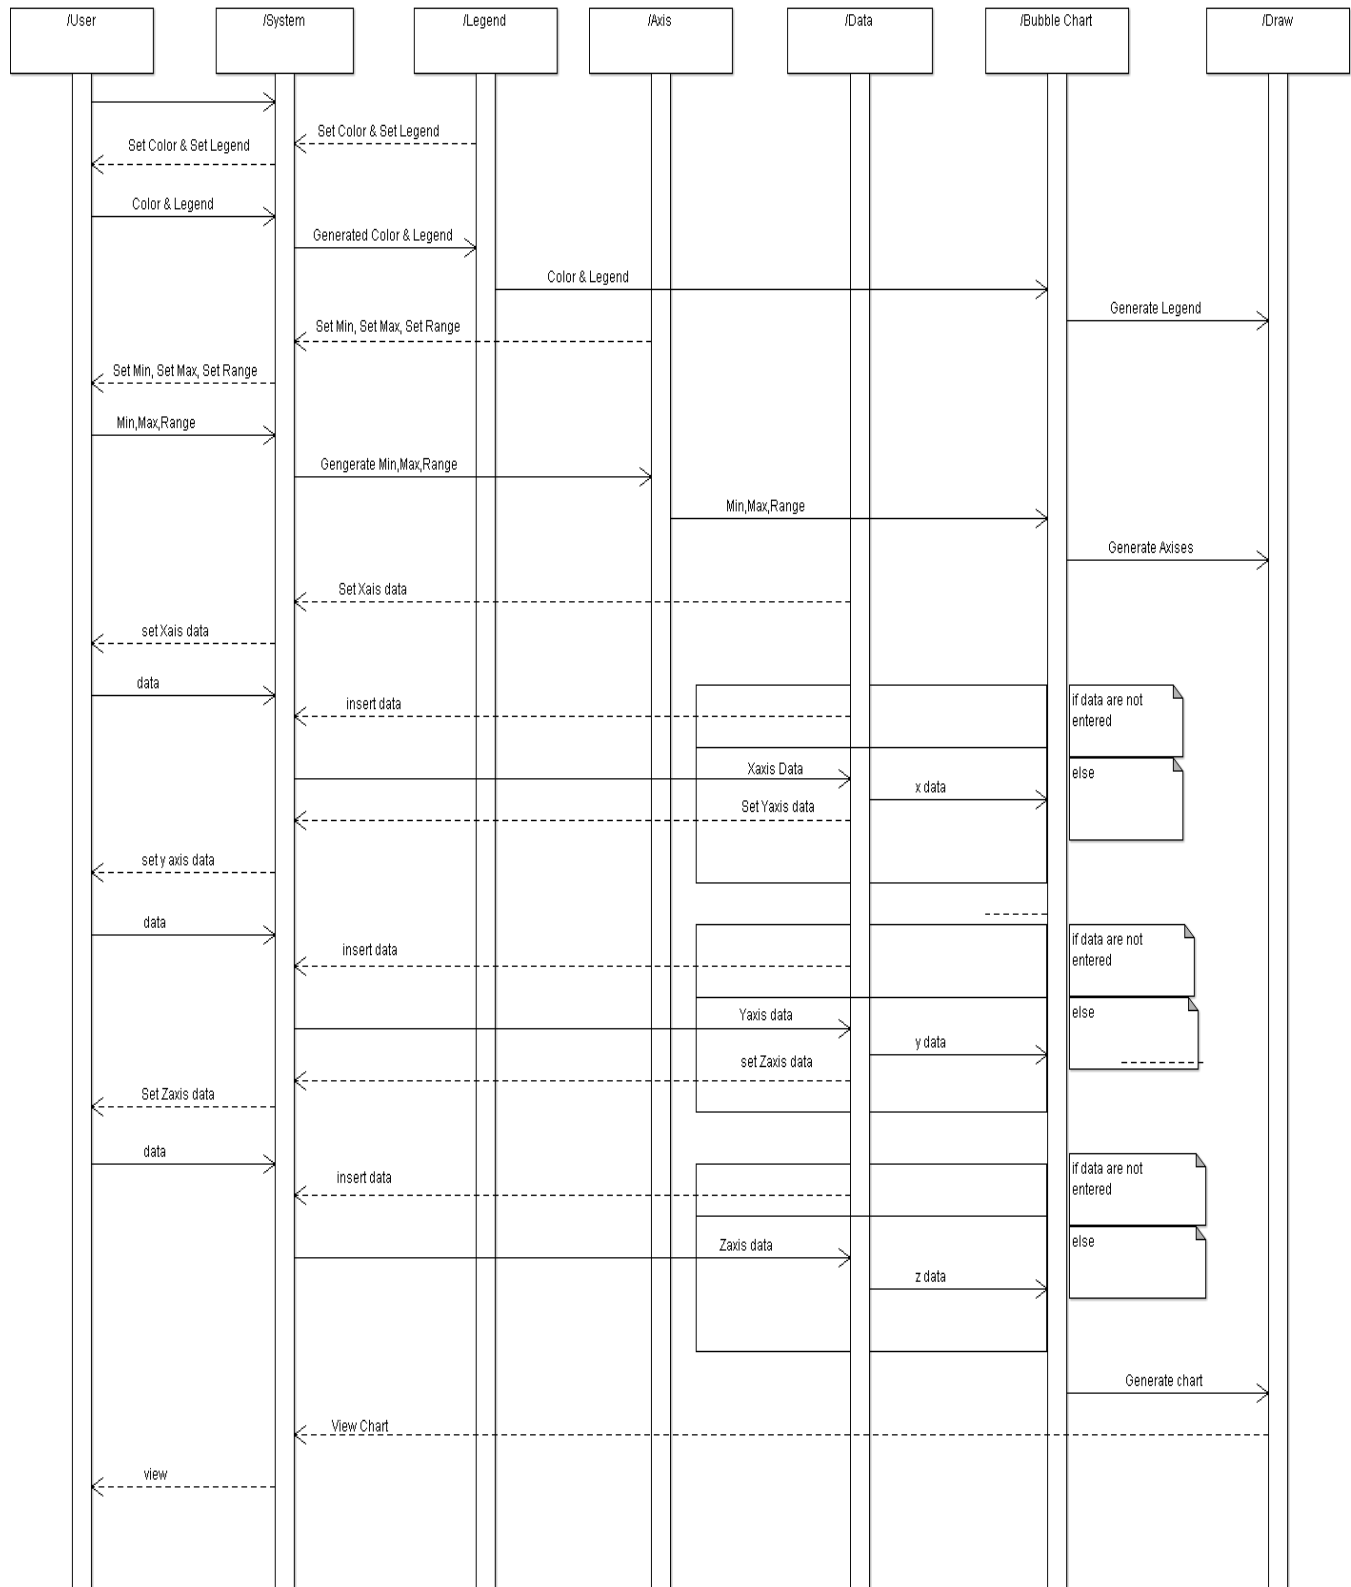 /User
/System
/Legend
/Axis
/Data
/Bubble Chart
/Draw
Set Color & Set Legend
Set Color & Set Legend
Color & Legend
Generated Color & Legend
Color & Legend
Generate Legend
Set Min, Set Max, Set Range
Set Min, Set Max, Set Range
Min,Max,Range
Gengerate Min,Max,Range
Min,Max,Range
Generate Axises
Set Xais data
set Xais data
data
insert data
if data are not
entered
Xaxis Data
else
x data
Set Yaxis data
set y axis data
data
insert data
if data are not
entered
Yaxis data
else
y data
set Zaxis data
Set Zaxis data
data
insert data
if data are not
entered
Zaxis data
else
z data
Generate chart
View Chart
view